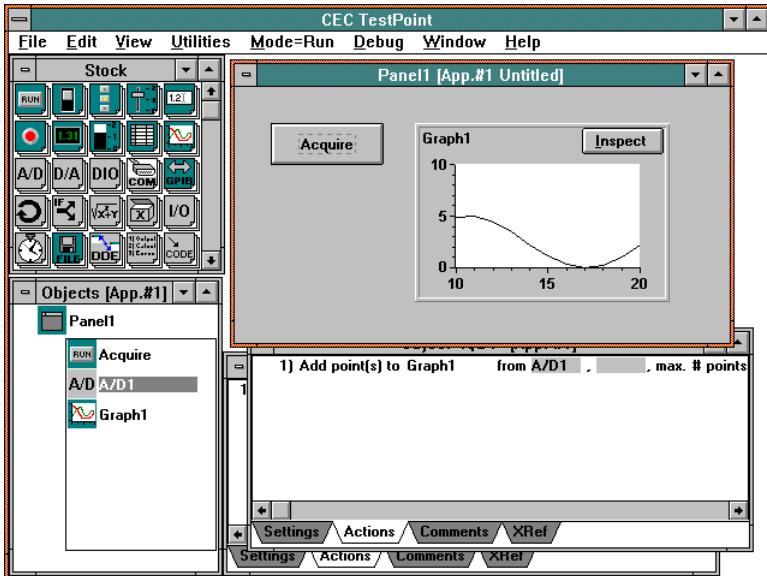 CEC TestPoint
File Edit View Utilities Mode=Run Debug Window Help
Stock
RUN
1.2
1.31
A/D D/A DIO COM GPIB
IF √x+Y X I/O
FILE DDE CODE
Panel1 [App.#1 Untitled]
Acquire
Graph1
Inspect
10
5
0
10 15 20
Objects [App.#1]
Panel1
RUN Acquire
A/D A/D1
Graph1
1) Add point(s) to Graph1 from A/D1 , , max. # points
1
Settings Actions Comments XRef
Settings Actions Comments XRef